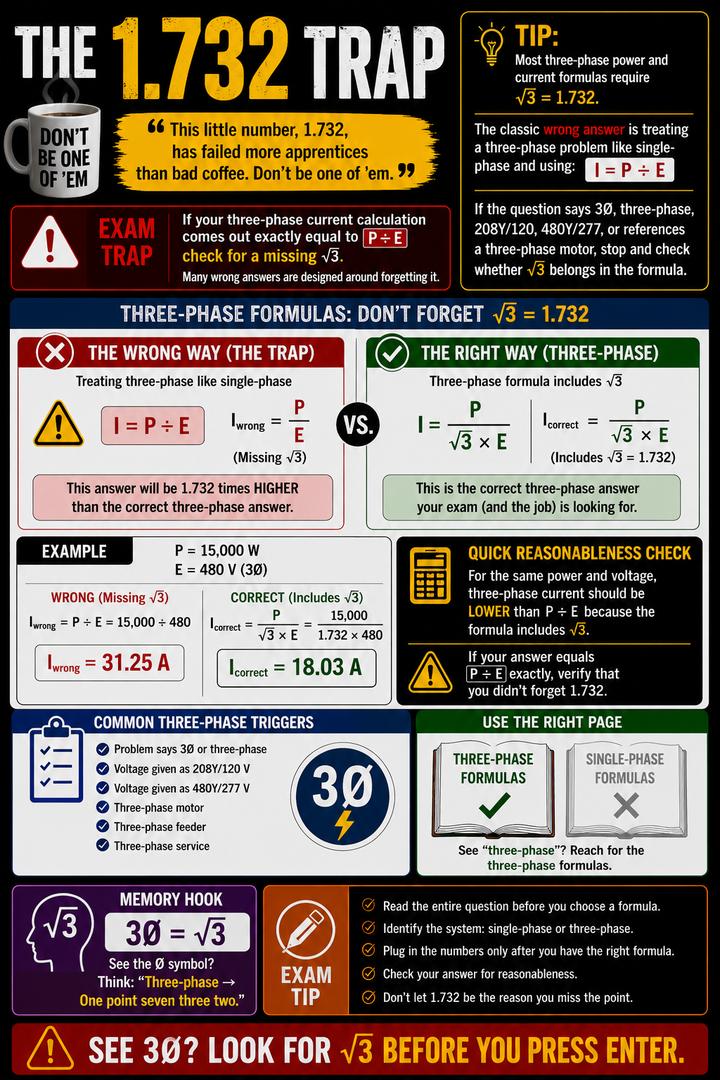 THE 1.732 TRAP
DON'T
BE ONE
OF 'EM
“ This little number, 1.732,
has failed more apprentices
than bad coffee. Don't be one of 'em. ”
TIP:
Most three-phase power and
current formulas require
√3 = 1.732.
The classic wrong answer is treating
a three-phase problem like single-
phase and using: I = P ÷ E
If the question says 3Ø, three-phase,
208Y/120, 480Y/277, or references
a three-phase motor, stop and check
whether √3 belongs in the formula.
EXAM
TRAP
If your three-phase current calculation
comes out exactly equal to P ÷ E
check for a missing √3.
Many wrong answers are designed around forgetting it.
THREE-PHASE FORMULAS: DON'T FORGET √3 = 1.732
THE WRONG WAY (THE TRAP)
Treating three-phase like single-phase
I = P ÷ E
I wrong = P / E
(Missing √3)
This answer will be 1.732 times HIGHER
than the correct three-phase answer.
VS.
THE RIGHT WAY (THREE-PHASE)
Three-phase formula includes √3
I = P / √3 × E
I correct = P / √3 × E
(Includes √3 = 1.732)
This is the correct three-phase answer
your exam (and the job) is looking for.
EXAMPLE
P = 15,000 W
E = 480 V (3Ø)
WRONG (Missing √3)
I wrong = P ÷ E = 15,000 ÷ 480
I wrong = 31.25 A
CORRECT (Includes √3)
I correct = P / √3 × E = 15,000 / 1.732 × 480
I correct = 18.03 A
QUICK REASONABLENESS CHECK
For the same power and voltage,
three-phase current should be
LOWER than P ÷ E because the
formula includes √3.
If your answer equals
P ÷ E exactly, verify that
you didn't forget 1.732.
COMMON THREE-PHASE TRIGGERS
Problem says 3Ø or three-phase
Voltage given as 208Y/120 V
Voltage given as 480Y/277 V
Three-phase motor
Three-phase feeder
Three-phase service
3Ø
USE THE RIGHT PAGE
THREE-PHASE
FORMULAS
SINGLE-PHASE
FORMULAS
See “three-phase”? Reach for the
three-phase formulas.
√3
MEMORY HOOK
3Ø = √3
See the Ø symbol?
Think: “Three-phase →
One point seven three two.”
EXAM
TIP
Read the entire question before you choose a formula.
Identify the system: single-phase or three-phase.
Plug in the numbers only after you have the right formula.
Check your answer for reasonableness.
Don't let 1.732 be the reason you miss the point.
SEE 3Ø? LOOK FOR √3 BEFORE YOU PRESS ENTER.